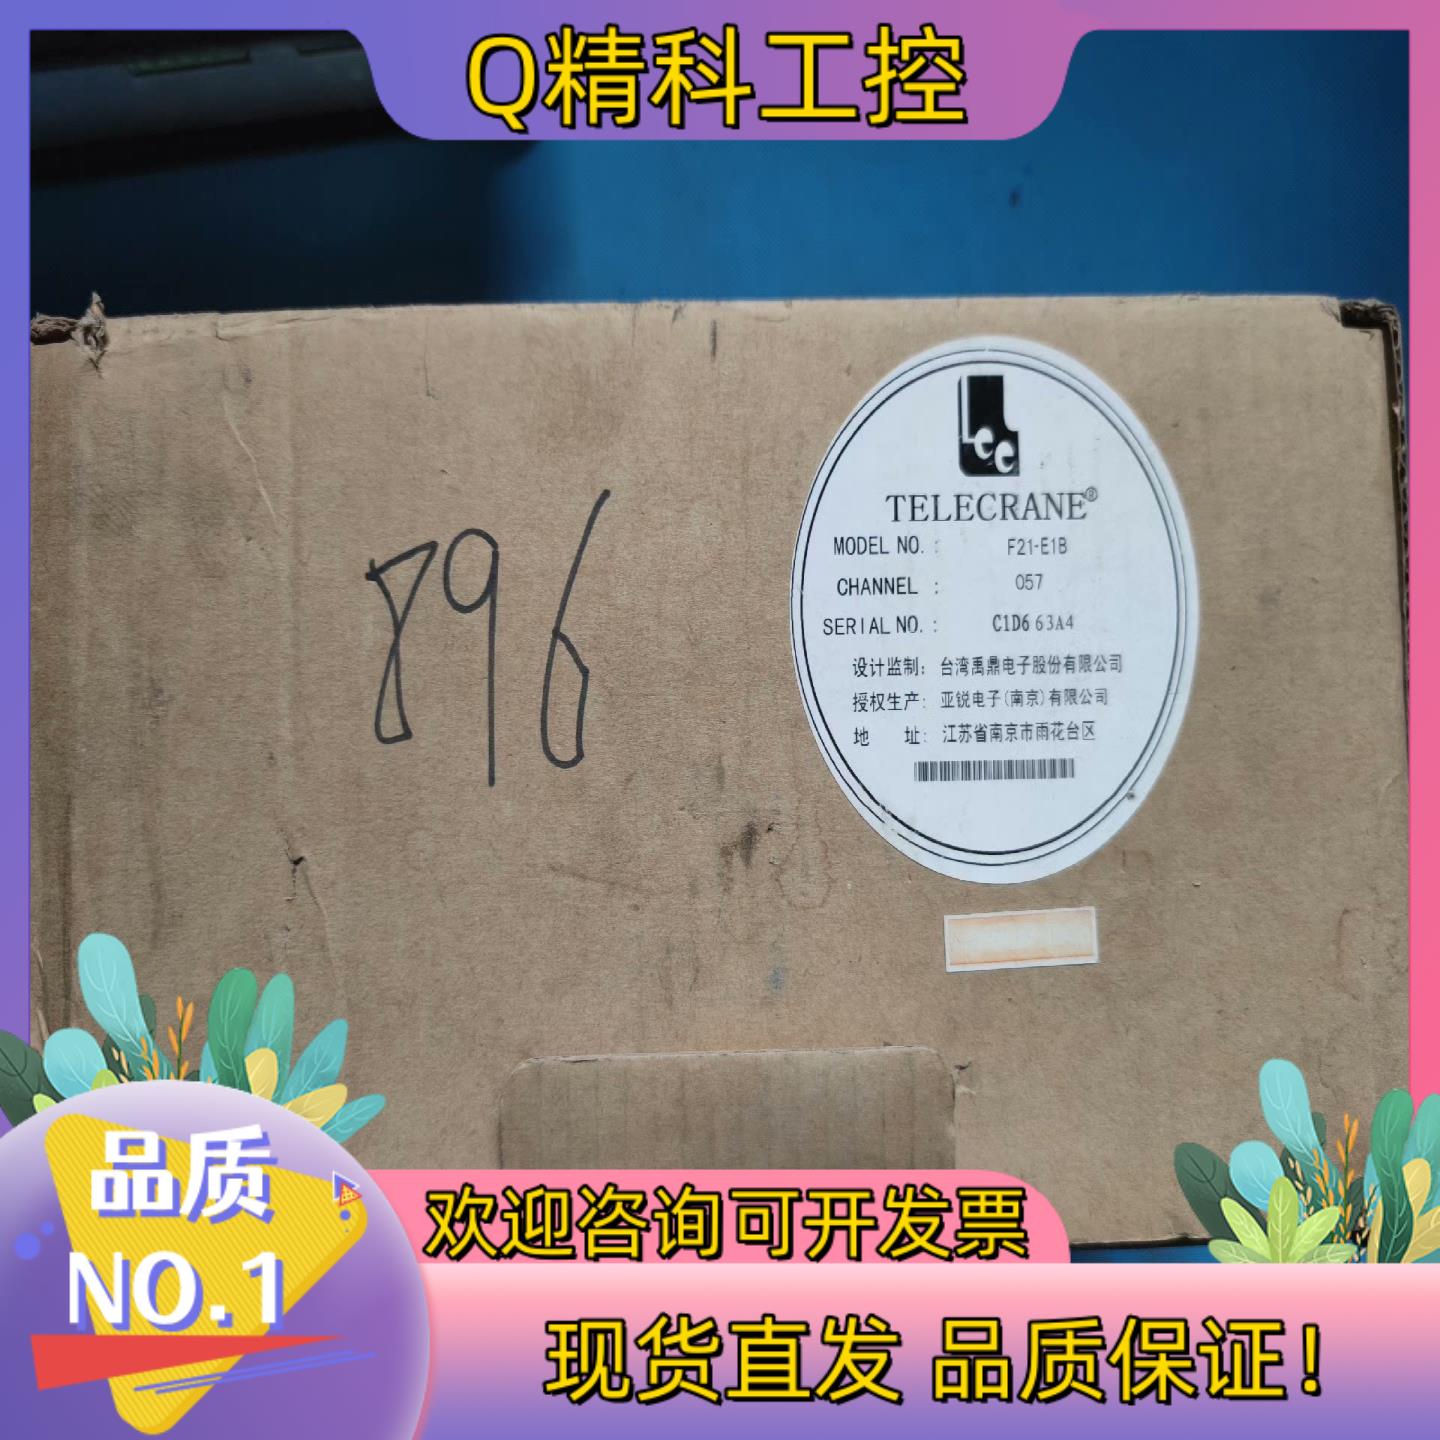 Q精科工控
Lee
TELECRANE®
MODEL NO. : F21-E1B
CHANNEL : 057
SERIAL NO. : C1D6 63A4
设计监制: 台湾禹鼎电子股份有限公司
授权生产: 亚锐电子(南京)有限公司
地 址: 江苏省南京市雨花台区
896
品质
NO.1
欢迎咨询可开发票
现货直发 品质保证!